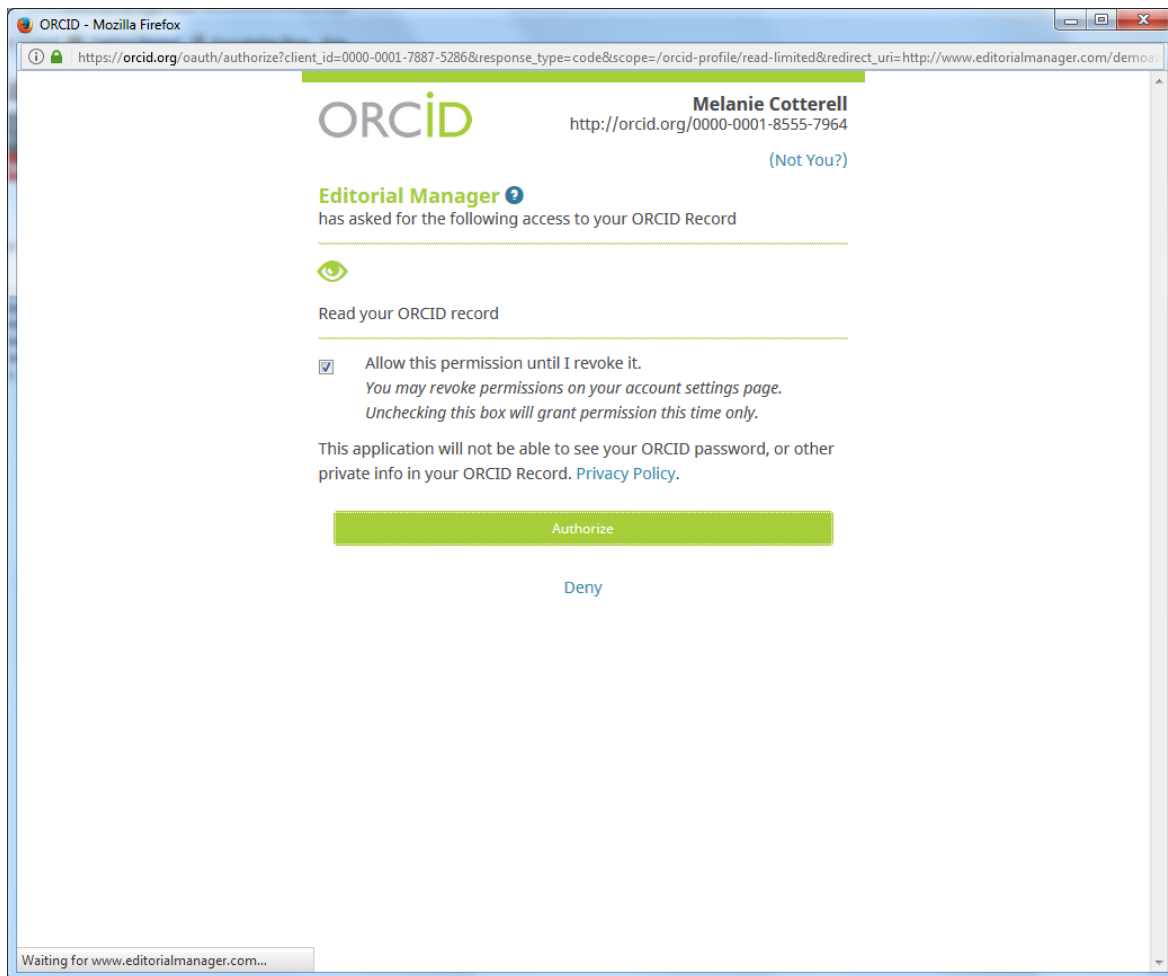 ORCID - Mozilla Firefox
https://orcid.org/oauth/authorize?client_id=0000-0001-7887-5286&response_type=code&scope=/orcid-profile/read-limited&redirect_uri=http://www.editorialmanager.com/demoav
ORCiD
Melanie Cotterell
http://orcid.org/0000-0001-8555-7964
(Not You?)
Editorial Manager ?
has asked for the following access to your ORCID Record
Read your ORCID record
Allow this permission until I revoke it.
You may revoke permissions on your account settings page.
Unchecking this box will grant permission this time only.
This application will not be able to see your ORCID password, or other
private info in your ORCID Record. Privacy Policy.
Authorize
Deny
Waiting for www.editorialmanager.com...